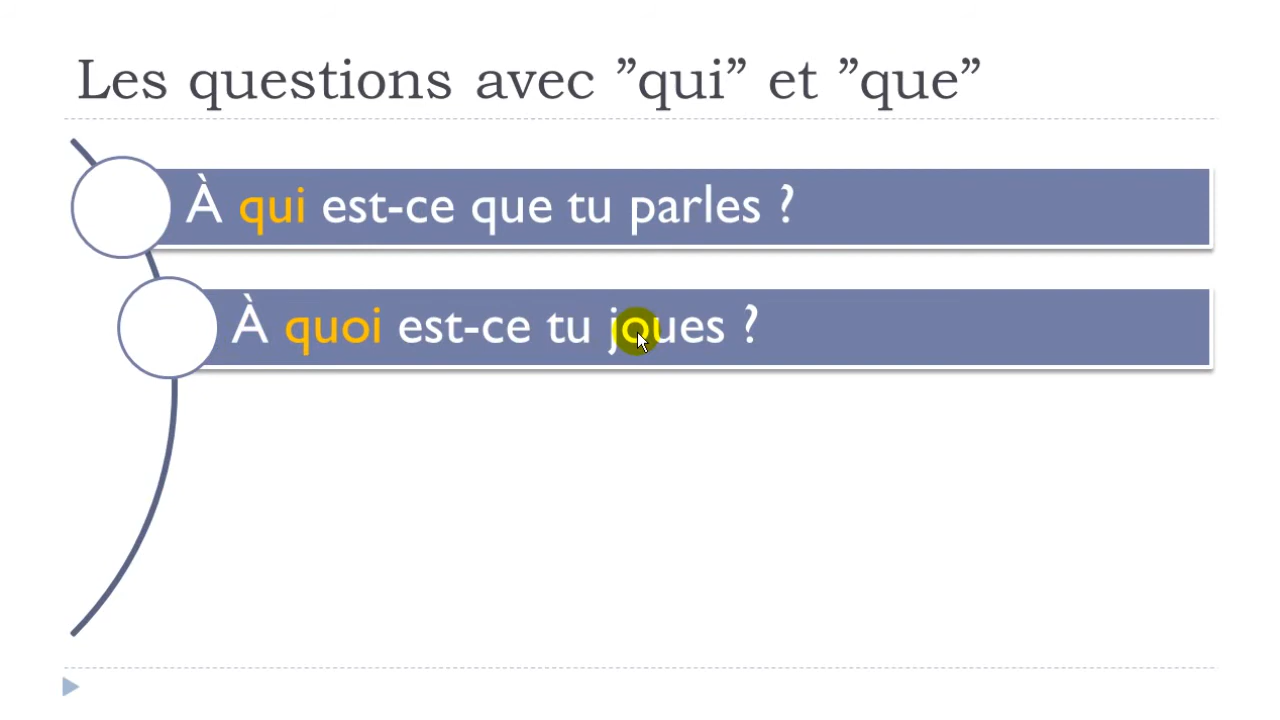 Les questions avec ”qui” et ”que”
À qui est-ce que tu parles ?
À quoi est-ce tu joues ?